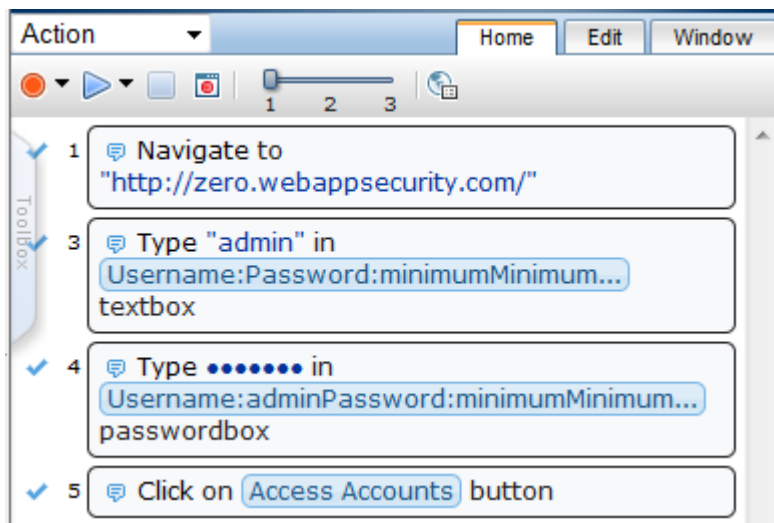 Action
Home Edit Window
1 2 3
ToolBox
1 Navigate to
"http://zero.webappsecurity.com/"
3 Type "admin" in
Username:Password:minimumMinimum...
textbox
4 Type ●●●●●●● in
Username:adminPassword:minimumMinimum...
passwordbox
5 Click on Access Accounts button